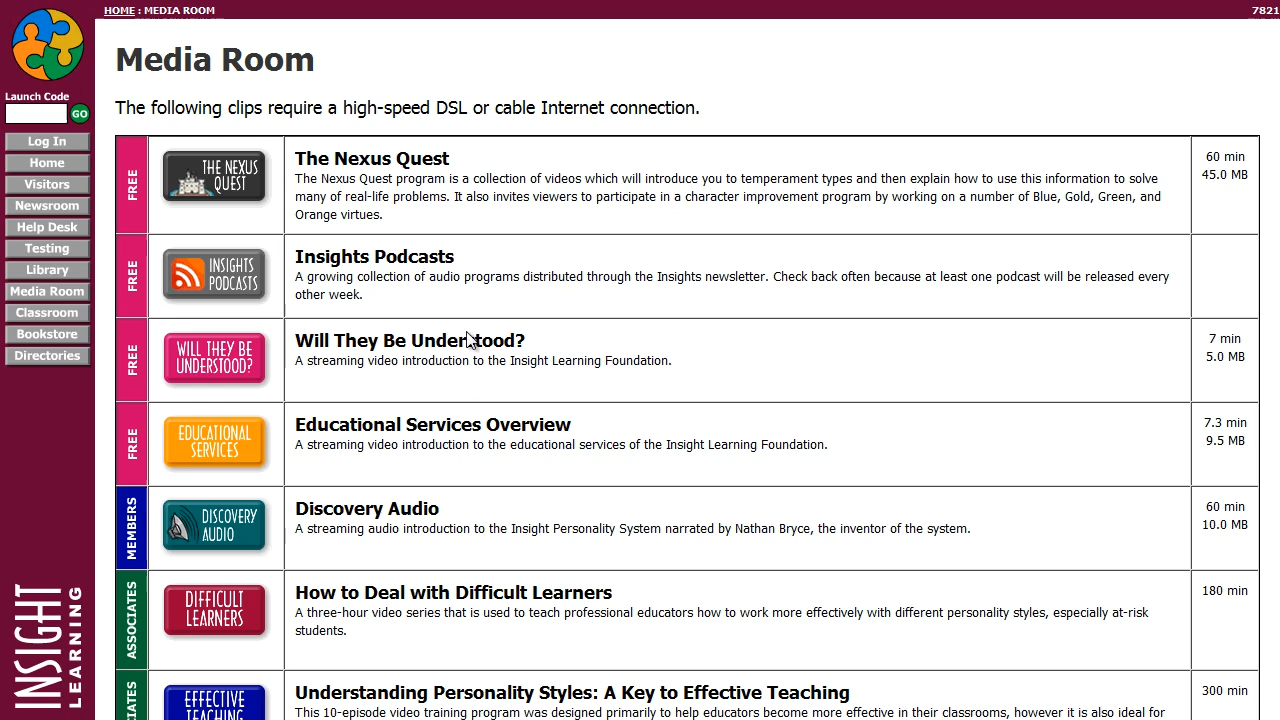 HOME : MEDIA ROOM
7821
Media Room
The following clips require a high-speed DSL or cable Internet connection.
Launch Code
GO
Log In
Home
Visitors
Newsroom
Help Desk
Testing
Library
Media Room
Classroom
Bookstore
Directories
INSIGHT
LEARNING
FREE
THE NEXUS
QUEST
The Nexus Quest
The Nexus Quest program is a collection of videos which will introduce you to temperament types and then explain how to use this information to solve
many of real-life problems. It also invites viewers to participate in a character improvement program by working on a number of Blue, Gold, Green, and
Orange virtues.
60 min
45.0 MB
FREE
INSIGHTS
PODCASTS
Insights Podcasts
A growing collection of audio programs distributed through the Insights newsletter. Check back often because at least one podcast will be released every
other week.
FREE
WILL THEY BE
UNDERSTOOD?
Will They Be Understood?
A streaming video introduction to the Insight Learning Foundation.
7 min
5.0 MB
FREE
EDUCATIONAL
SERVICES
Educational Services Overview
A streaming video introduction to the educational services of the Insight Learning Foundation.
7.3 min
9.5 MB
MEMBERS
DISCOVERY
AUDIO
Discovery Audio
A streaming audio introduction to the Insight Personality System narrated by Nathan Bryce, the inventor of the system.
60 min
10.0 MB
ASSOCIATES
DIFFICULT
LEARNERS
How to Deal with Difficult Learners
A three-hour video series that is used to teach professional educators how to work more effectively with different personality styles, especially at-risk
students.
180 min
IATES
EFFECTIVE
TEACHING
Understanding Personality Styles: A Key to Effective Teaching
This 10-episode video training program was designed primarily to help educators become more effective in their classrooms, however it is also ideal for
300 min